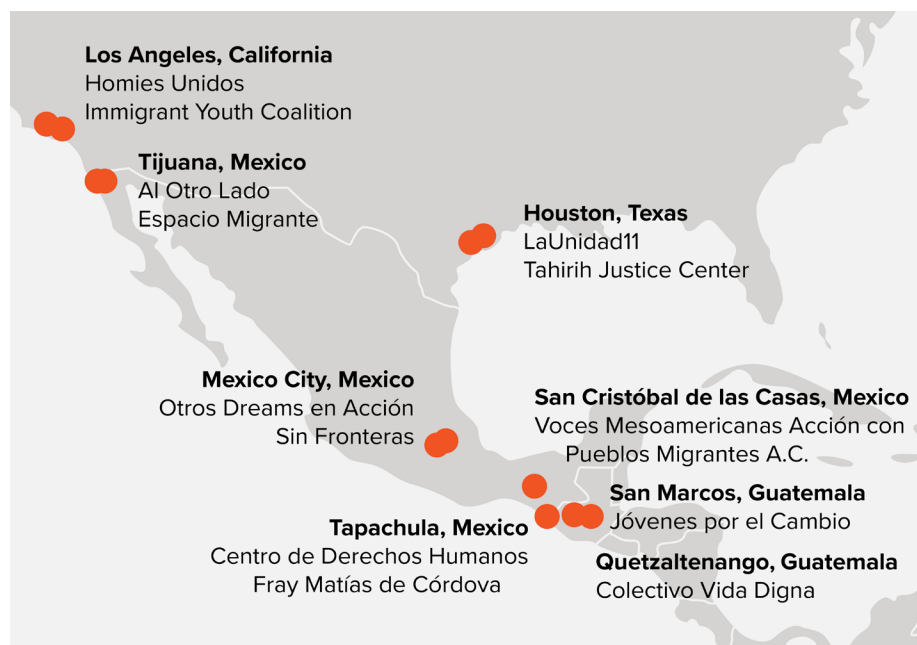 Los Angeles, California
Homies Unidos
Immigrant Youth Coalition
Tijuana, Mexico
Al Otro Lado
Espacio Migrante
Houston, Texas
LaUnidad11
Tahirih Justice Center
Mexico City, Mexico
Otros Dreams en Acción
Sin Fronteras
San Cristóbal de las Casas, Mexico
Voces Mesoamericanas Acción con
Pueblos Migrantes A.C.
San Marcos, Guatemala
Jóvenes por el Cambio
Tapachula, Mexico
Centro de Derechos Humanos
Fray Matías de Córdova
Quetzaltenango, Guatemala
Colectivo Vida Digna